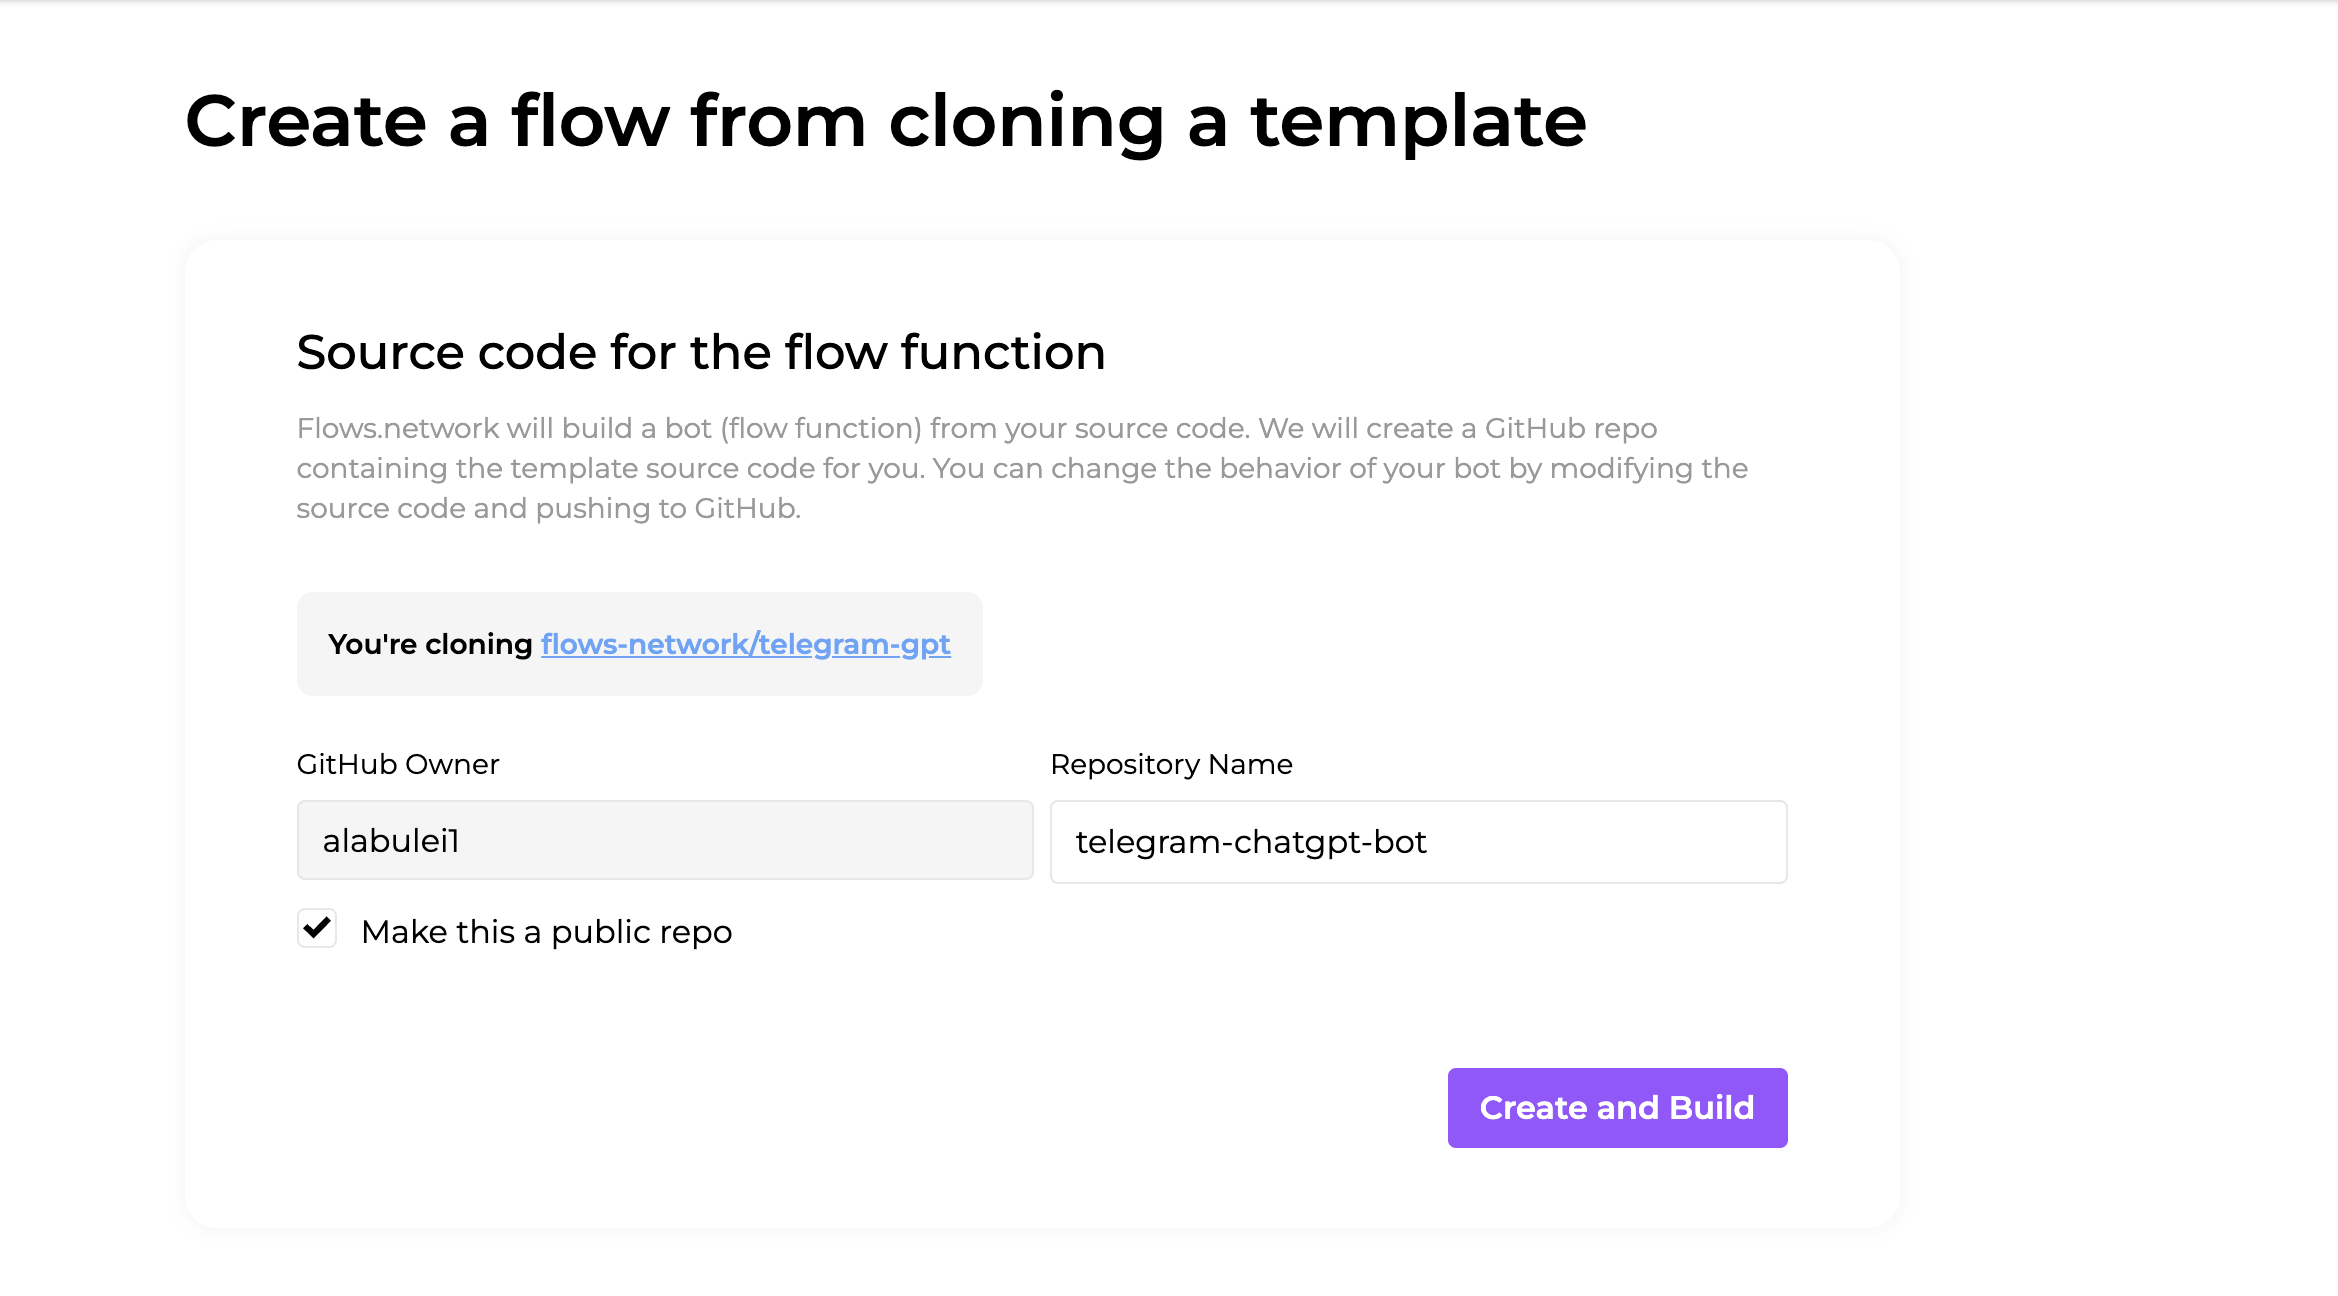 Create a flow from cloning a template
Source code for the flow function
Flows.network will build a bot (flow function) from your source code. We will create a GitHub repo
containing the template source code for you. You can change the behavior of your bot by modifying the
source code and pushing to GitHub.
You're cloning flows-network/telegram-gpt
GitHub Owner
Repository Name
alabulei1
telegram-chatgpt-bot
Make this a public repo
Create and Build